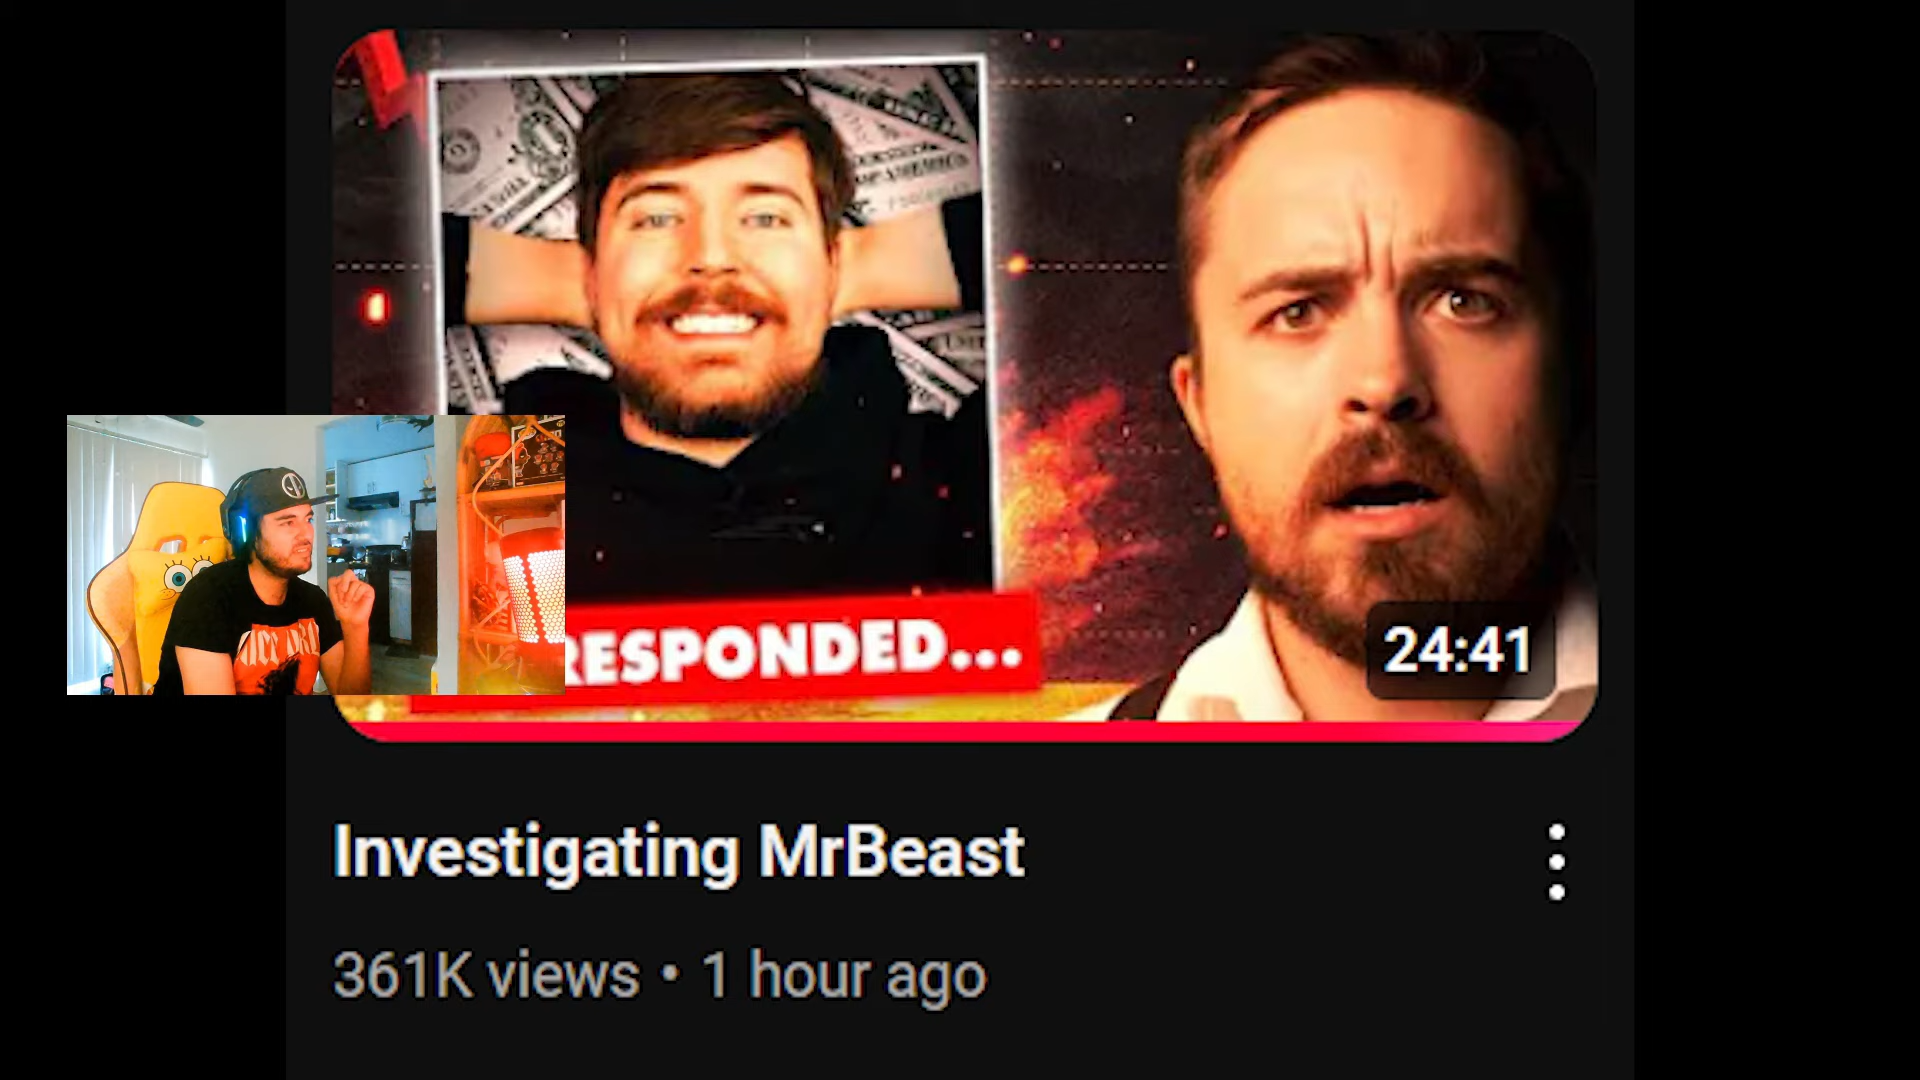 RESPONDED...
24:41
Investigating MrBeast
361K views • 1 hour ago